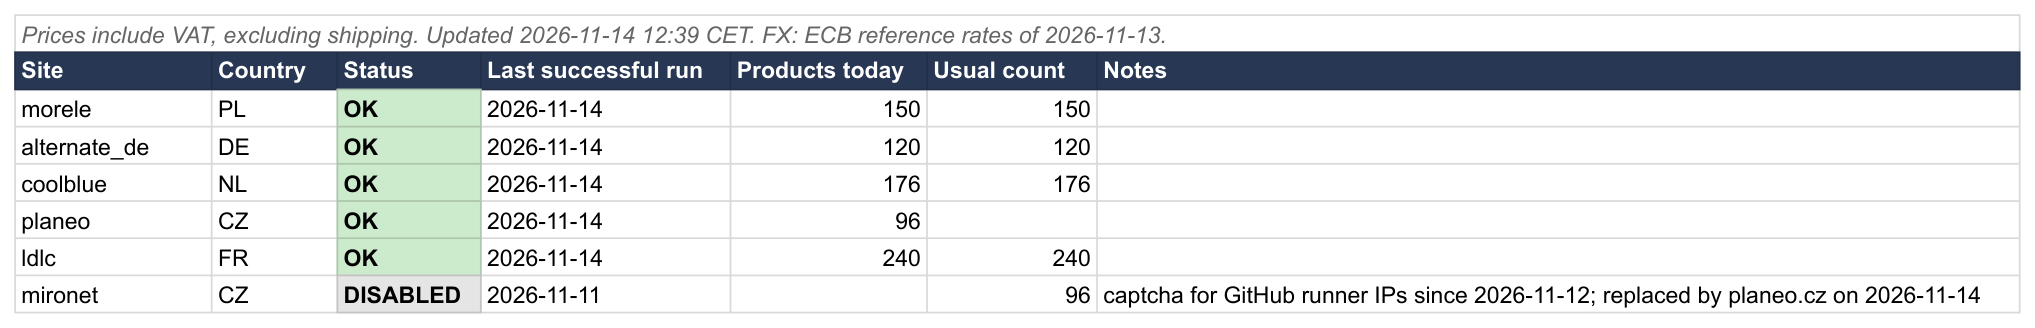 Prices include VAT, excluding shipping. Updated 2026-11-14 12:39 CET. FX: ECB reference rates of 2026-11-13.
Site Country Status Last successful run Products today Usual count Notes
morele PL OK 2026-11-14 150 150
alternate_de DE OK 2026-11-14 120 120
coolblue NL OK 2026-11-14 176 176
planeo CZ OK 2026-11-14 96
ldlc FR OK 2026-11-14 240 240
mironet CZ DISABLED 2026-11-11 96 captcha for GitHub runner IPs since 2026-11-12; replaced by planeo.cz on 2026-11-14